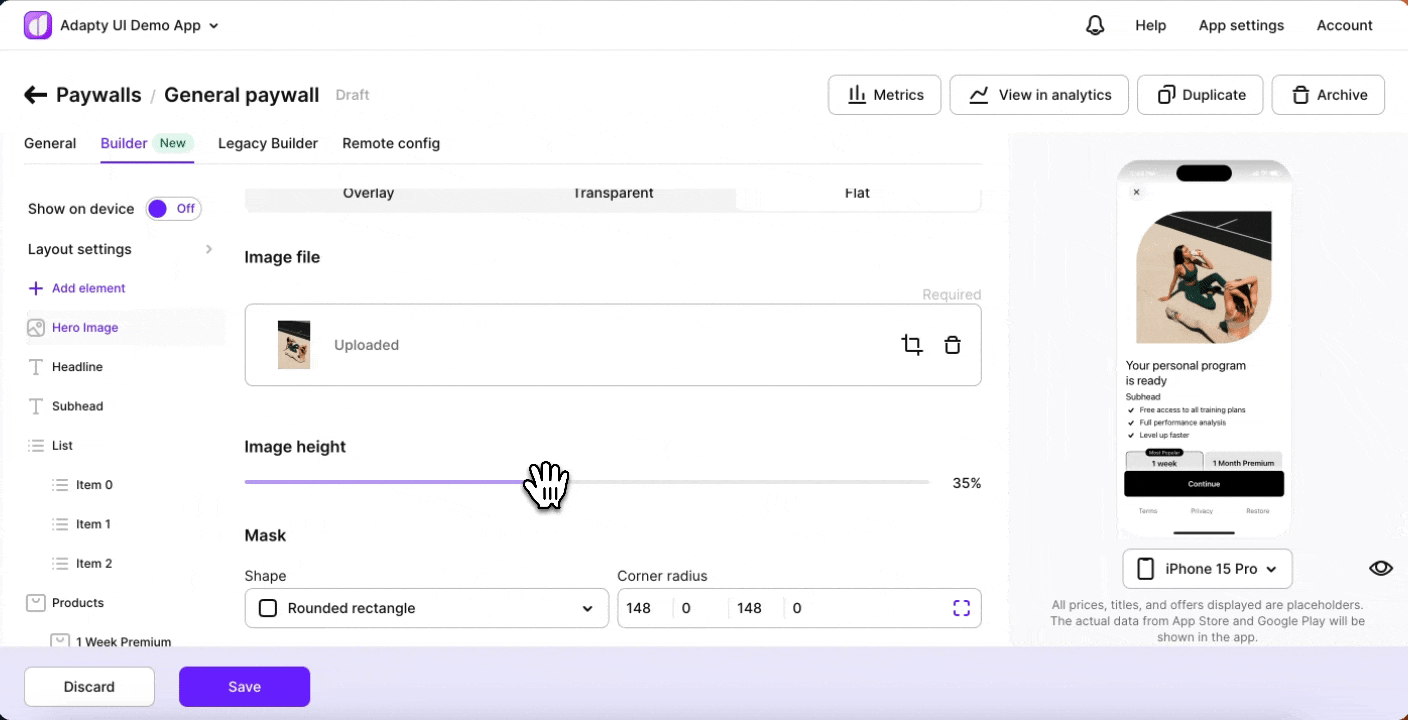 Adapty UI Demo App
Help
App settings
Account
Paywalls / General paywall Draft
Metrics
View in analytics
Duplicate
Archive
General
Builder New
Legacy Builder
Remote config
Show on device Off
Layout settings
Add element
Hero Image
Headline
Subhead
List
Item 0
Item 1
Item 2
Products
1 Week Premium
Overlay
Transparent
Flat
Image file
Required
Uploaded
Image height
35%
Mask
Shape
Rounded rectangle
Corner radius
148 0 148 0
Your personal program
is ready
Subhead
Free access to all training plans
Full performance analysis
Level up faster
Most Popular
1 week
1 Month Premium
Continue
Terms Privacy Restore
iPhone 15 Pro
All prices, titles, and offers displayed are placeholders.
The actual data from App Store and Google Play will be
shown in the app.
Discard
Save